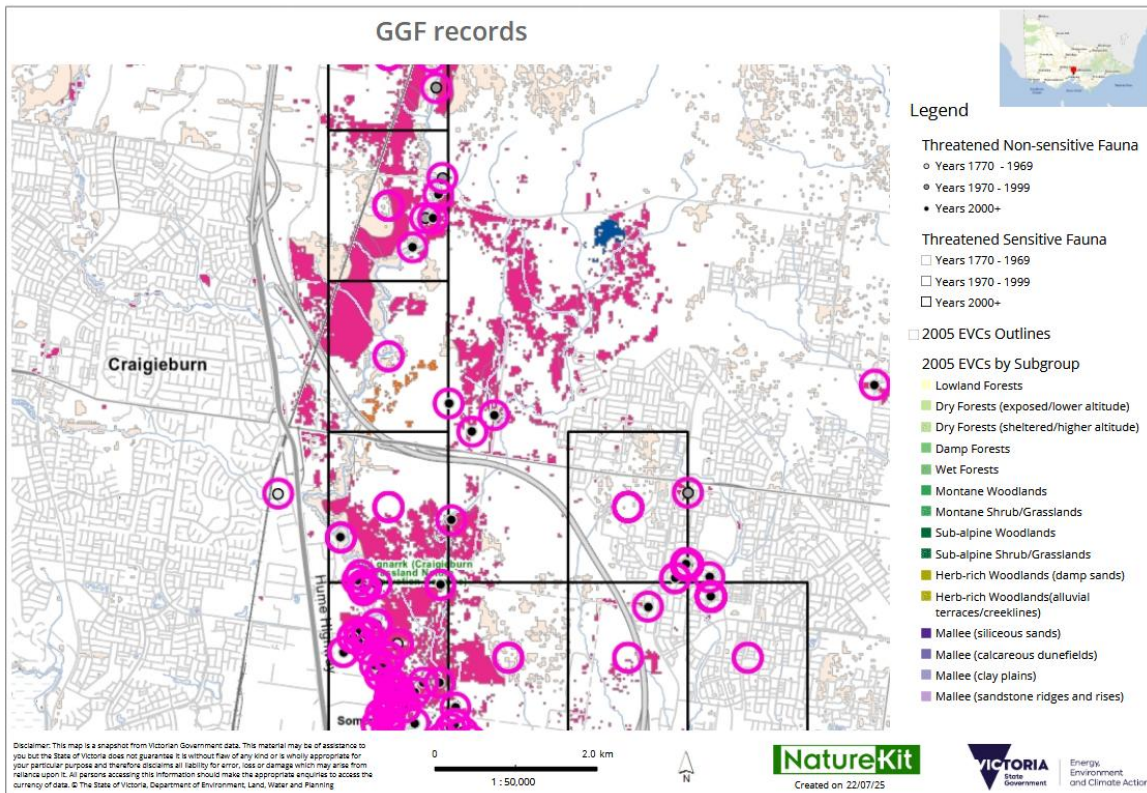 GGF records
Craigieburn
gnarrk (Craigieburn
Hume Highway
Som
Legend
Threatened Non-sensitive Fauna
Years 1770 - 1969
Years 1970 - 1999
Years 2000+
Threatened Sensitive Fauna
Years 1770 - 1969
Years 1970 - 1999
Years 2000+
2005 EVCs Outlines
2005 EVCs by Subgroup
Lowland Forests
Dry Forests (exposed/lower altitude)
Dry Forests (sheltered/higher altitude)
Damp Forests
Wet Forests
Montane Woodlands
Montane Shrub/Grasslands
Sub-alpine Woodlands
Sub-alpine Shrub/Grasslands
Herb-rich Woodlands (damp sands)
Herb-rich Woodlands(alluvial
terraces/creeklines)
Mallee (siliceous sands)
Mallee (calcareous dunefields)
Mallee (clay plains)
Mallee (sandstone ridges and rises)
Disclaimer: This map is a snapshot from Victorian Government data. This material may be of assistance to
you but the State of Victoria does not guarantee it is without flaw of any kind or is wholly appropriate for
your particular purpose and therefore disclaims all liability for error, loss or damage which may arise from
reliance upon it. All persons accessing this information should make the appropriate enquiries to access the
currency of data. © The State of Victoria, Department of Environment, Land, Water and Planning
0 2.0 km
1 : 50,000
N
NatureKit
Created on 22/07/25
VICTORIA
State
Government
Energy,
Environment
and Climate Action